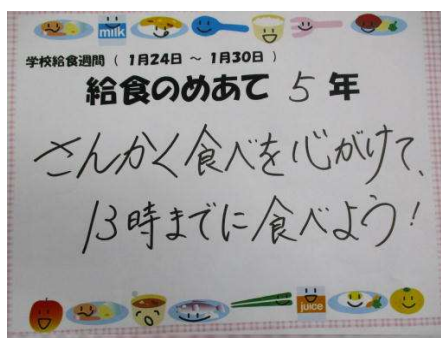 milk
学校給食週間 ( 1月24日 ~ 1月30日 )
給食のめあて 5 年
さんかく食べを心がけて、
13時までに食べよう!
juice